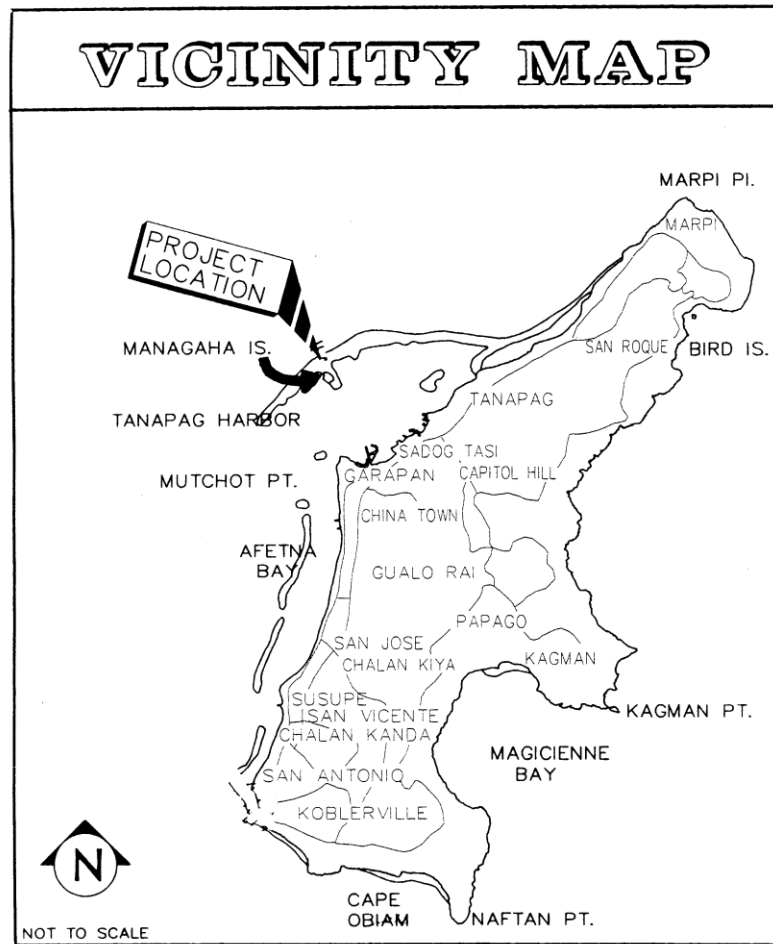 VICINITY MAP
MARPI PI.
MARPI
PROJECT
LOCATION
MANAGAHA IS.
SAN ROQUE
BIRD IS.
TANAPAG
TANAPAG HARBOR
SADOG TASI
MUTCHOT PT.
GARAPAN
CAPITOL HILL
CHINA TOWN
AFETNA
BAY
GUALO RAI
PAPAGO
SAN JOSE
CHALAN KIYA
KAGMAN
SUSUPE
ISAN VICENTE
KAGMAN PT.
CHALAN KANDA
MAGICIENNE
BAY
SAN ANTONIO
KOBLERVILLE
N
CAPE
OBIAM
NAFTAN PT.
NOT TO SCALE